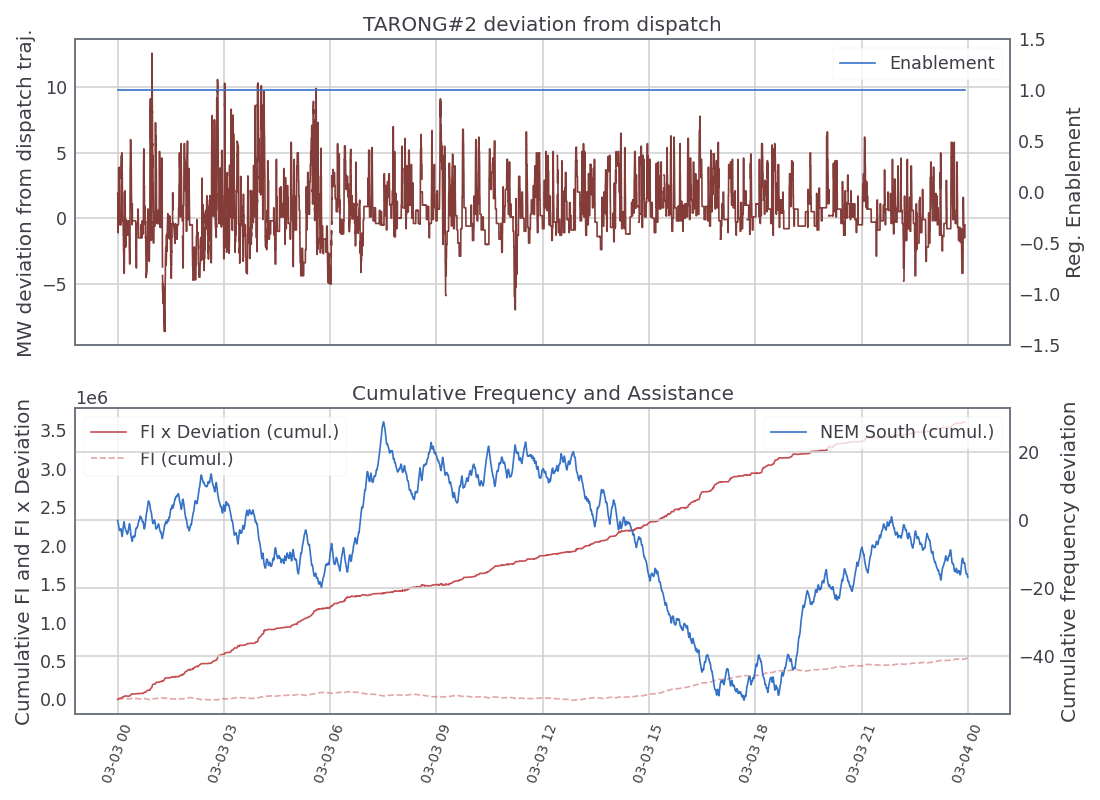 TARONG#2 deviation from dispatch
MW deviation from dispatch traj.
10
5
0
−5
Enablement
1.5
1.0
0.5
0.0
−0.5
−1.0
−1.5
Reg. Enablement
Cumulative Frequency and Assistance
1e6
Cumulative FI and FI x Deviation
3.5
3.0
2.5
2.0
1.5
1.0
0.5
0.0
FI x Deviation (cumul.)
FI (cumul.)
NEM South (cumul.)
20
0
−20
−40
Cumulative frequency deviation
03-03 00
03-03 03
03-03 06
03-03 09
03-03 12
03-03 15
03-03 18
03-03 21
03-04 00